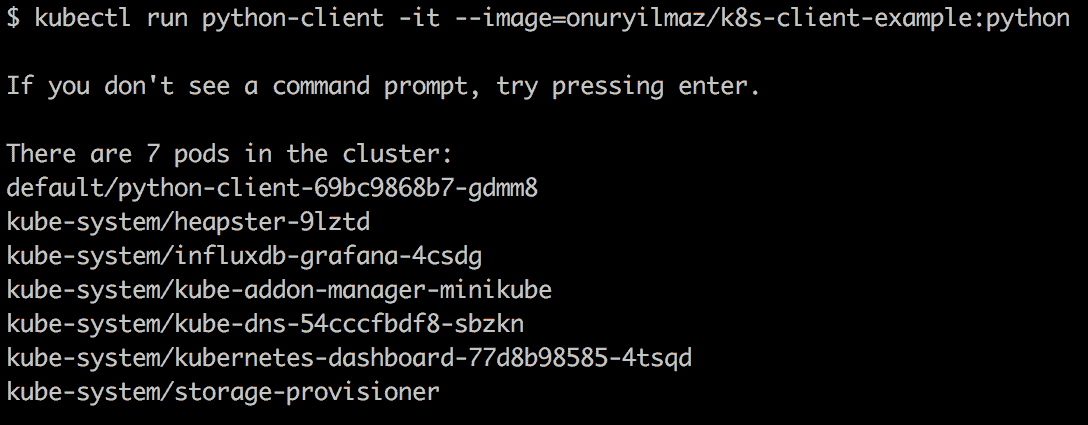 $ kubectl run python-client -it --image=onuryilmaz/k8s-client-example:python
If you don't see a command prompt, try pressing enter.
There are 7 pods in the cluster:
default/python-client-69bc9868b7-gdmm8
kube-system/heapster-9lztd
kube-system/influxdb-grafana-4csdg
kube-system/kube-addon-manager-minikube
kube-system/kube-dns-54cccfbdf8-sbzkn
kube-system/kubernetes-dashboard-77d8b98585-4tsqd
kube-system/storage-provisioner